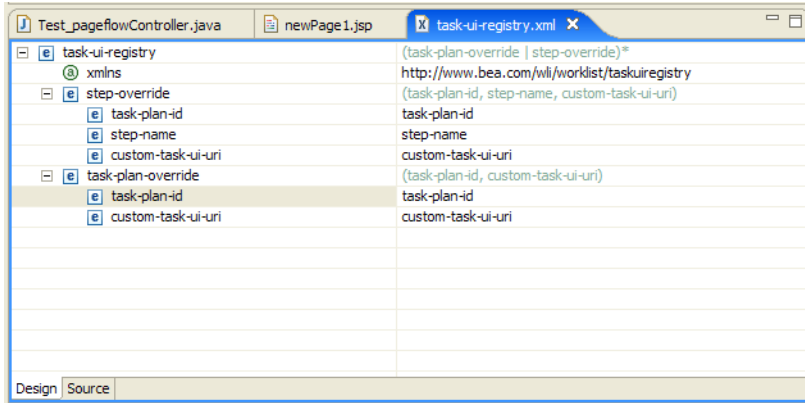 Test_pageflowController.java newPage1.jsp task-ui-registry.xml
task-ui-registry (task-plan-override | step-override)*
xmlns http://www.bea.com/wli/worklist/taskuiregistry
step-override (task-plan-id, step-name, custom-task-ui-uri)
task-plan-id task-plan-id
step-name step-name
custom-task-ui-uri custom-task-ui-uri
task-plan-override (task-plan-id, custom-task-ui-uri)
task-plan-id task-plan-id
custom-task-ui-uri custom-task-ui-uri
Design Source